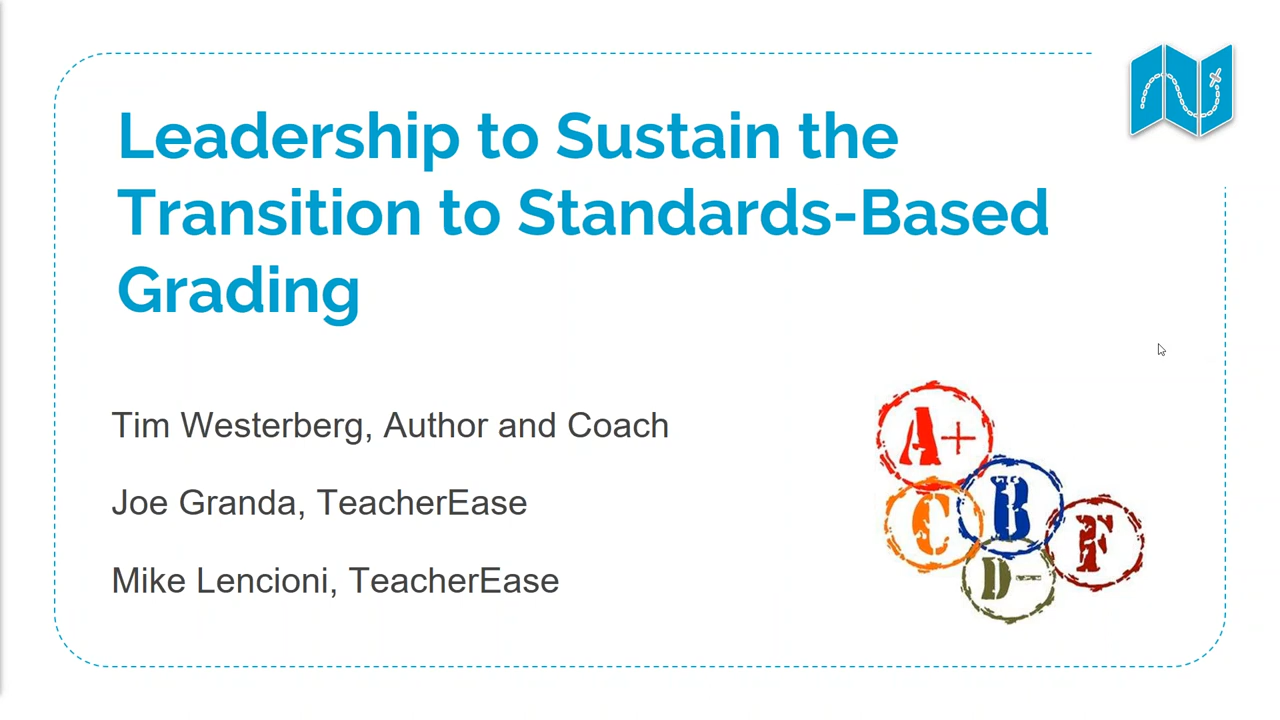 Leadership to Sustain the
Transition to Standards-Based
Grading
Tim Westerberg, Author and Coach
Joe Granda, TeacherEase
Mike Lencioni, TeacherEase
A+
B
C
F
D-